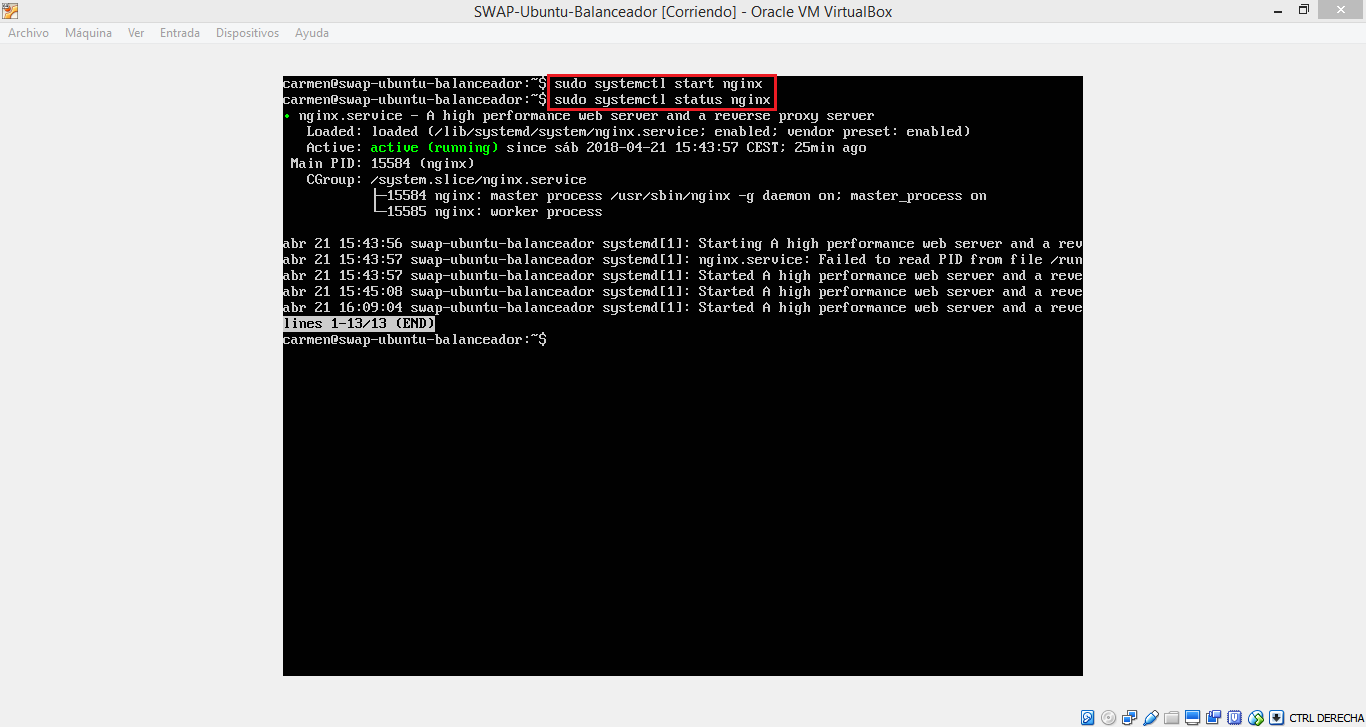 SWAP-Ubuntu-Balanceador [Corriendo] - Oracle VM VirtualBox
Archivo Máquina Ver Entrada Dispositivos Ayuda
carmen@swap-ubuntu-balanceador:~$ sudo systemctl start nginx
carmen@swap-ubuntu-balanceador:~$ sudo systemctl status nginx
● nginx.service - A high performance web server and a reverse proxy server
   Loaded: loaded (/lib/systemd/system/nginx.service; enabled; vendor preset: enabled)
   Active: active (running) since sáb 2018-04-21 15:43:57 CEST; 25min ago
 Main PID: 15584 (nginx)
   CGroup: /system.slice/nginx.service
           ├─15584 nginx: master process /usr/sbin/nginx -g daemon on; master_process on
           └─15585 nginx: worker process
abr 21 15:43:56 swap-ubuntu-balanceador systemd[1]: Starting A high performance web server and a rev
abr 21 15:43:57 swap-ubuntu-balanceador systemd[1]: nginx.service: Failed to read PID from file /run
abr 21 15:43:57 swap-ubuntu-balanceador systemd[1]: Started A high performance web server and a reve
abr 21 15:45:08 swap-ubuntu-balanceador systemd[1]: Started A high performance web server and a reve
abr 21 16:09:04 swap-ubuntu-balanceador systemd[1]: Started A high performance web server and a reve
lines 1-13/13 (END)
carmen@swap-ubuntu-balanceador:~$
CTRL DERECHA